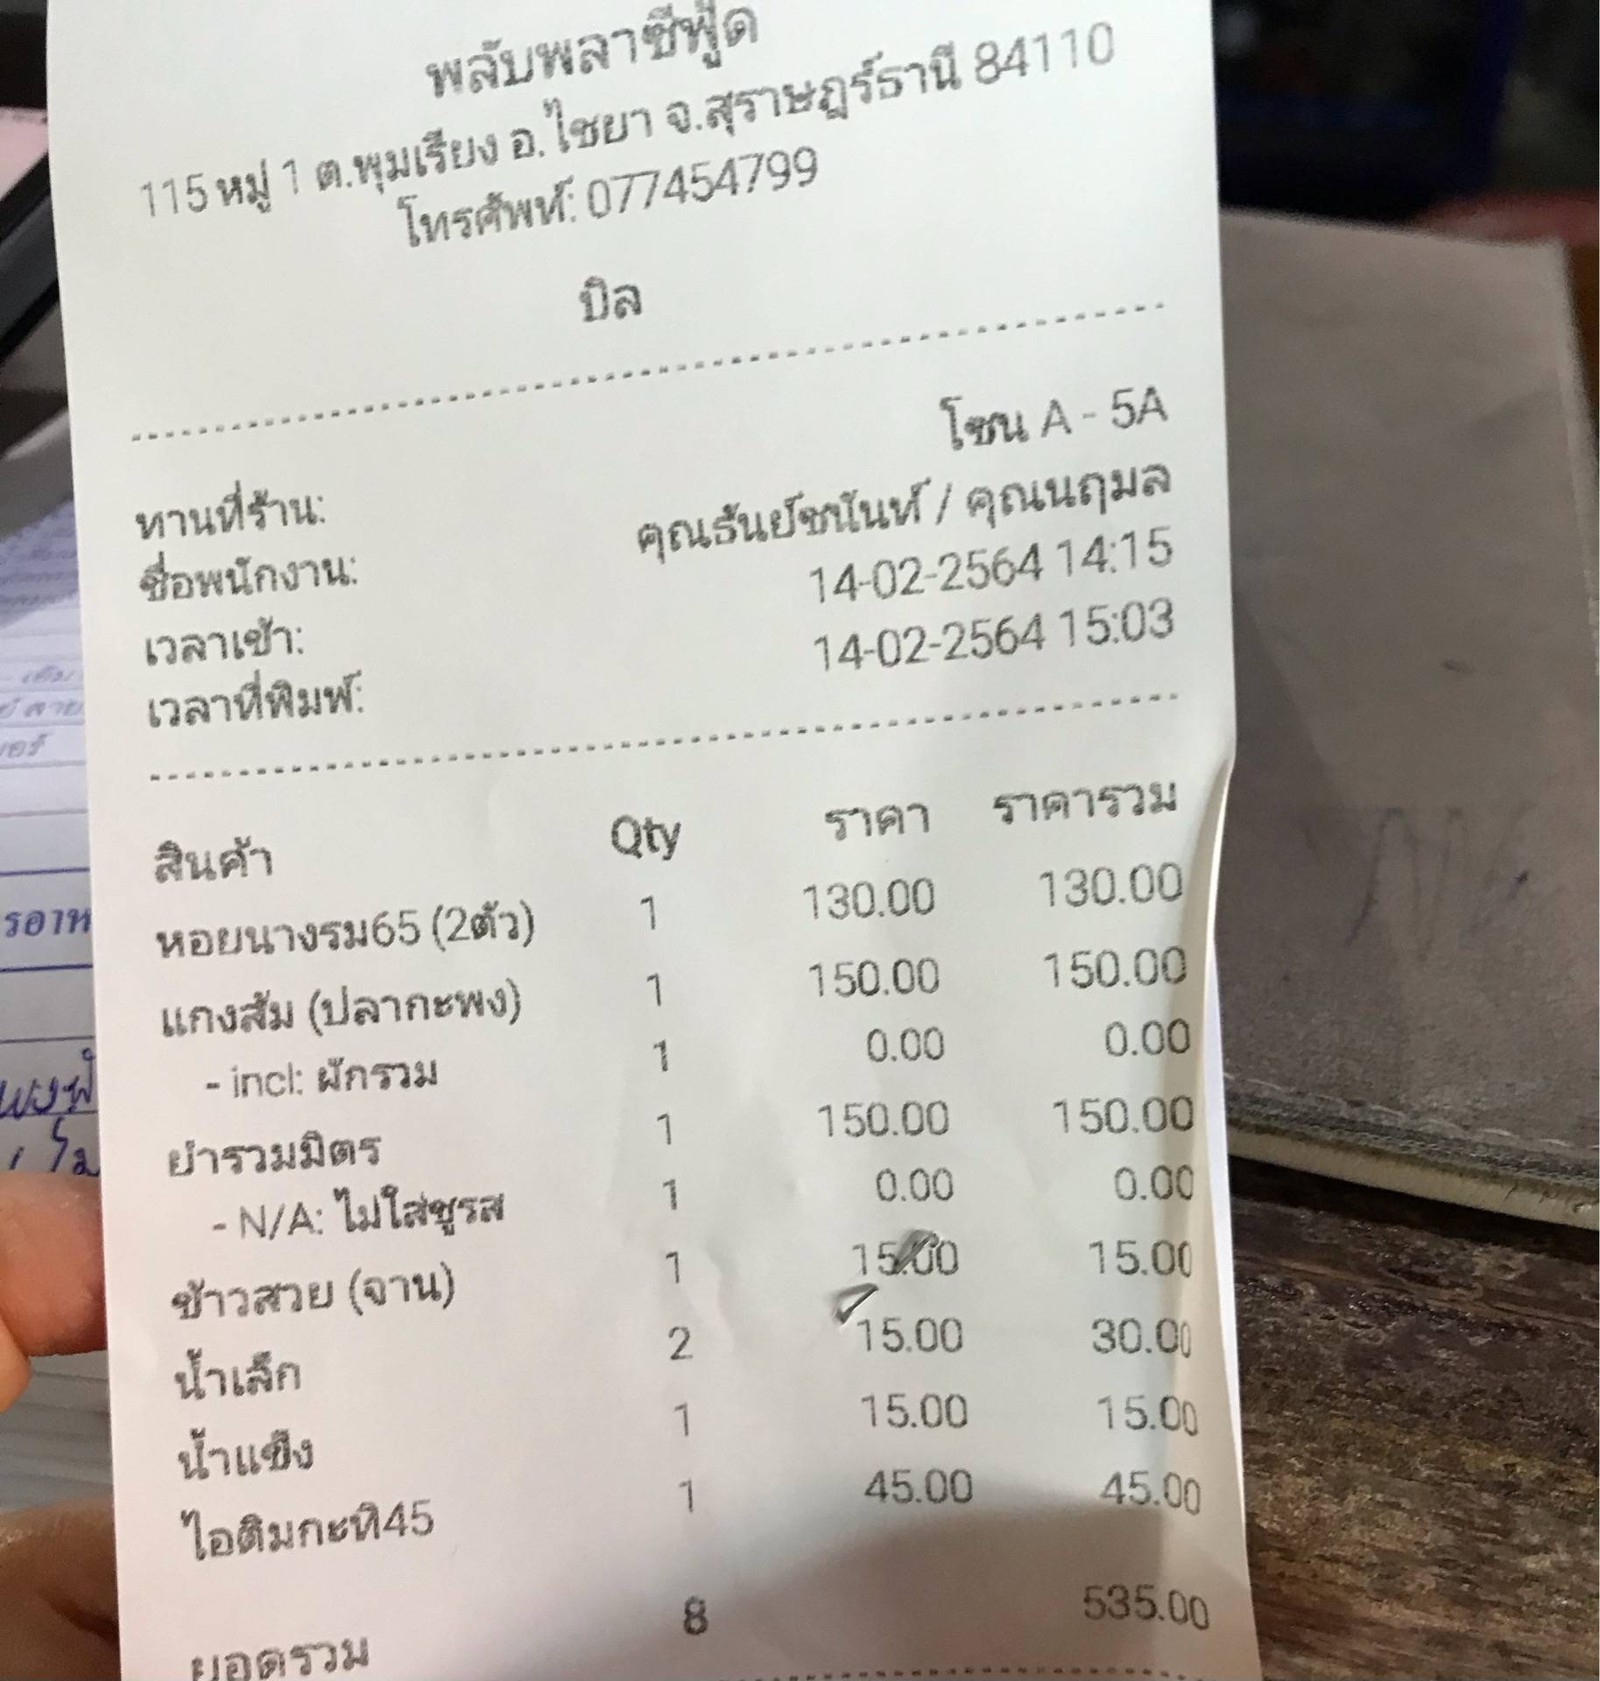 พลับพลาซีฟู้ด
115 หมู่ 1 ต.พุมเรียง อ.ไชยา จ.สุราษฎร์ธานี 84110
โทรศัพท์: 077454799
บิล
ทานที่ร้าน: โซน A - 5A
ชื่อพนักงาน: คุณธันย์ชนันท์ / คุณนฤมล
เวลาเข้า: 14-02-2564 14:15
เวลาที่พิมพ์: 14-02-2564 15:03
สินค้า Qty ราคา ราคารวม
หอยนางรม65 (2ตัว) 1 130.00 130.00
แกงส้ม (ปลากะพง) 1 150.00 150.00
- incl: ผักรวม 1 0.00 0.00
ยำรวมมิตร 1 150.00 150.00
- N/A: ไม่ใส่ชูรส 1 0.00 0.00
ข้าวสวย (จาน) 1 15.00 15.00
น้ำเล็ก 2 15.00 30.00
น้ำแข็ง 1 15.00 15.00
ไอติมกะทิ45 1 45.00 45.00
ยอดรวม 8 535.00